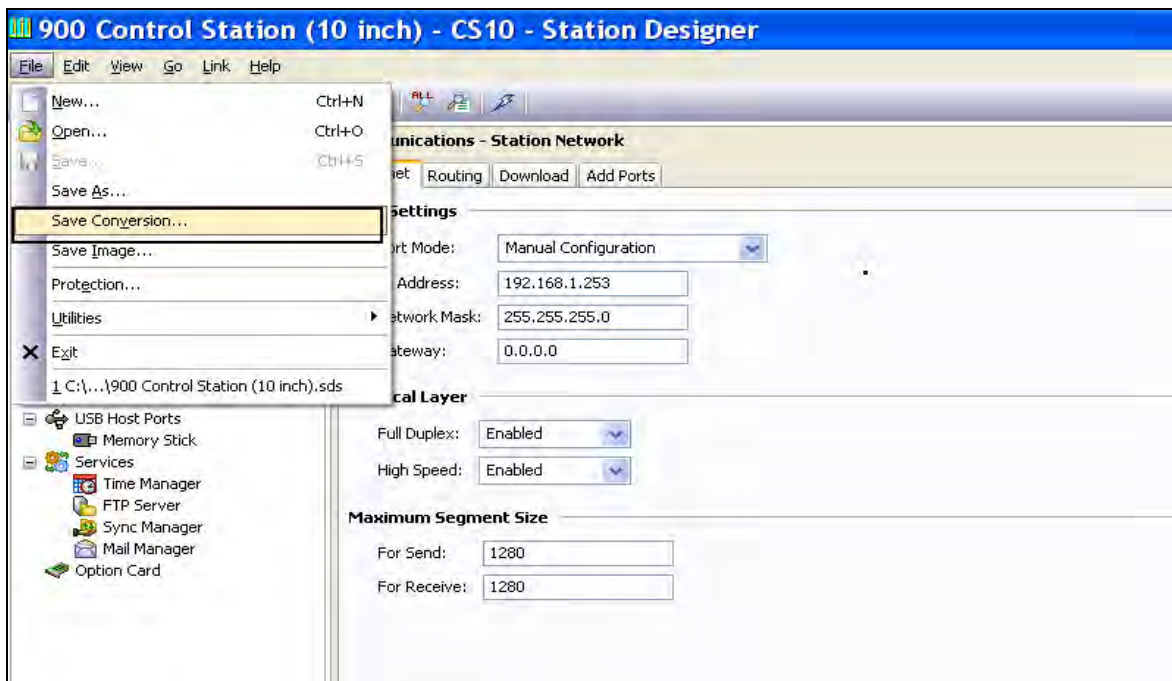 900 Control Station (10 inch) - CS10 - Station Designer
File Edit View Go Link Help
New... Ctrl+N
Open... Ctrl+O
Save... Ctrl+S
Save As...
Save Conversion...
Save Image...
Protection...
Utilities
Exit
1 C:\...\900 Control Station (10 inch).sds
ALL
unications - Station Network
net Routing Download Add Ports
Settings
ort Mode: Manual Configuration
Address: 192.168.1.253
etwork Mask: 255.255.255.0
ateway: 0.0.0.0
cal Layer
Full Duplex: Enabled
High Speed: Enabled
Maximum Segment Size
For Send: 1280
For Receive: 1280
USB Host Ports
Memory Stick
Services
Time Manager
FTP Server
Sync Manager
Mail Manager
Option Card